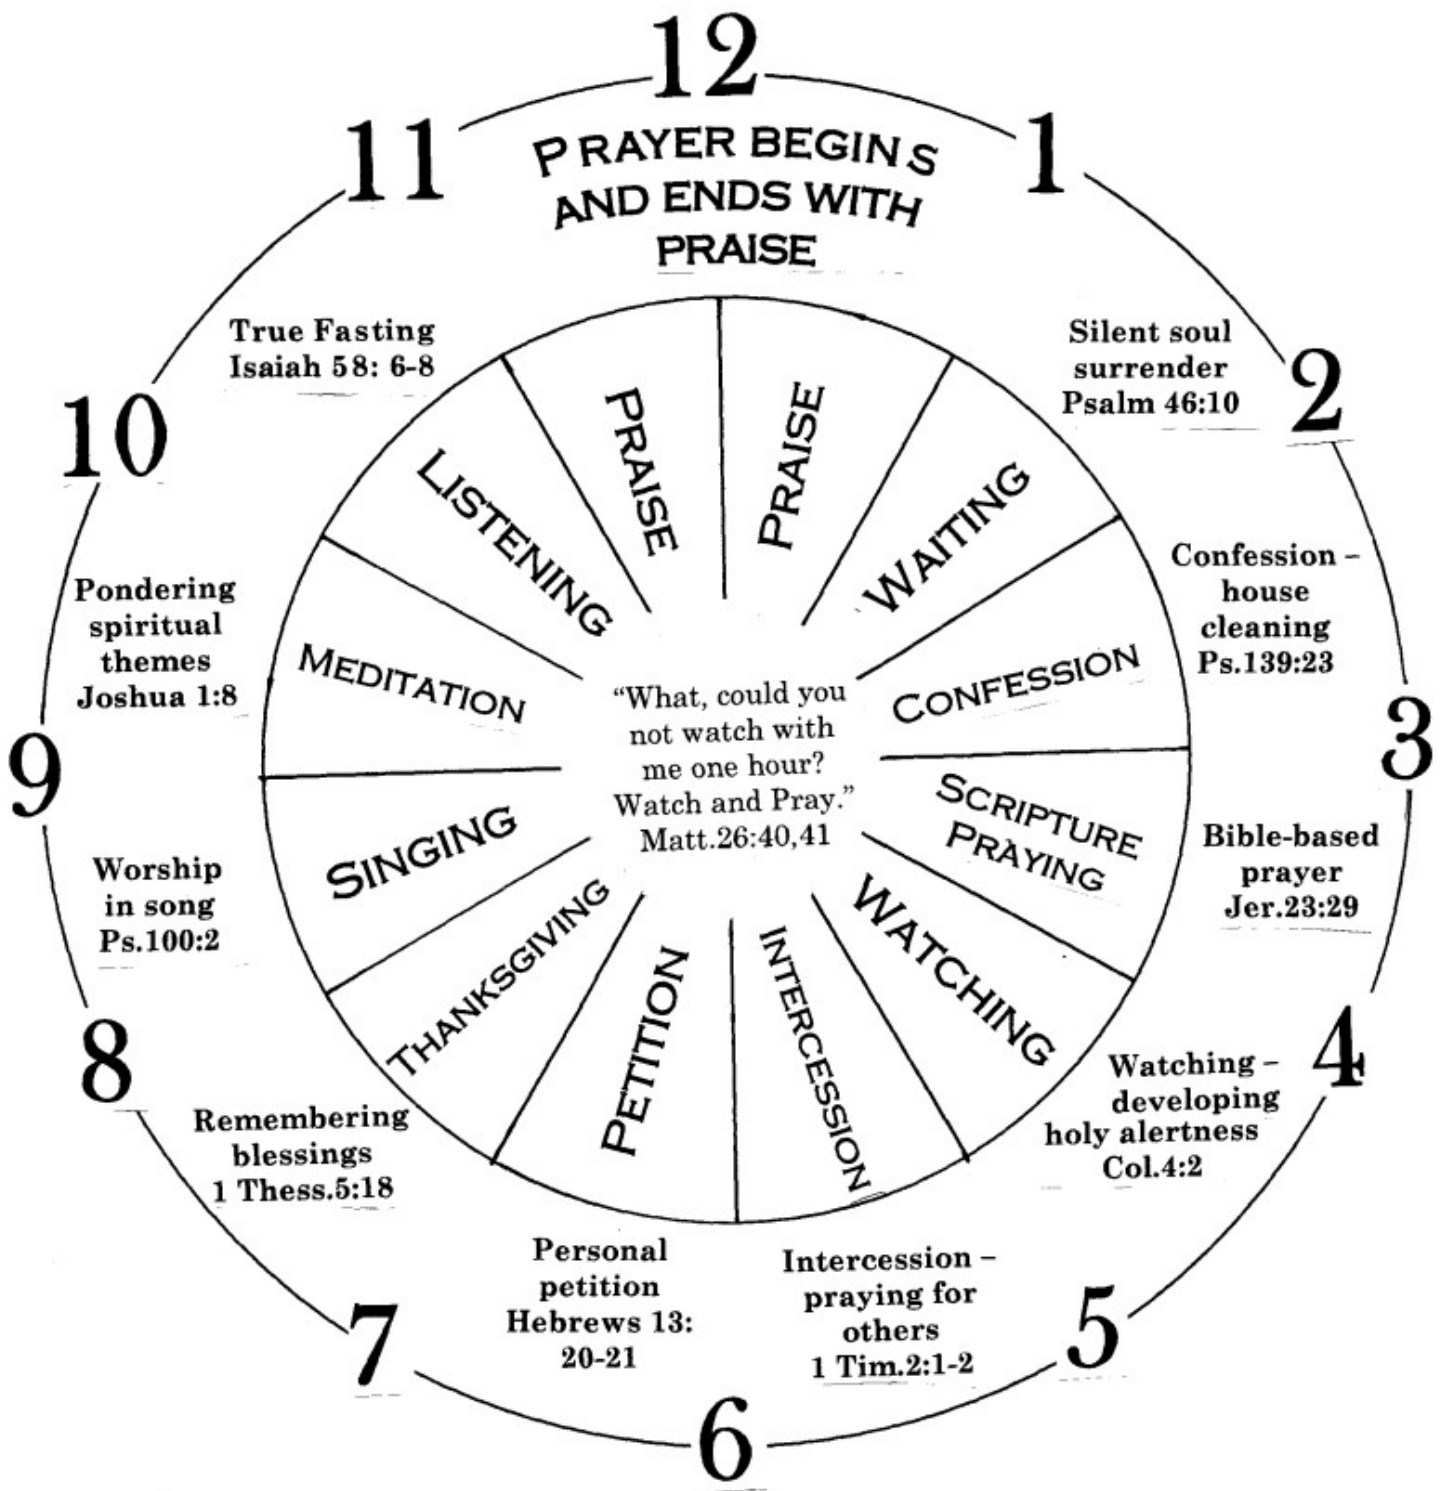 12
1
2
3
4
5
6
7
8
9
10
11
PRAYER BEGINS
AND ENDS WITH
PRAISE
Silent soul
surrender
Psalm 46:10
Confession –
house
cleaning
Ps.139:23
Bible-based
prayer
Jer.23:29
Watching –
developing
holy alertness
Col.4:2
Intercession –
praying for
others
1 Tim.2:1-2
Personal
petition
Hebrews 13:
20-21
Remembering
blessings
1 Thess.5:18
Worship
in song
Ps.100:2
Pondering
spiritual
themes
Joshua 1:8
True Fasting
Isaiah 58: 6-8
PRAISE
WAITING
CONFESSION
SCRIPTURE
PRAYING
WATCHING
INTERCESSION
PETITION
THANKSGIVING
SINGING
MEDITATION
LISTENING
PRAISE
“What, could you
not watch with
me one hour?
Watch and Pray.”
Matt.26:40,41